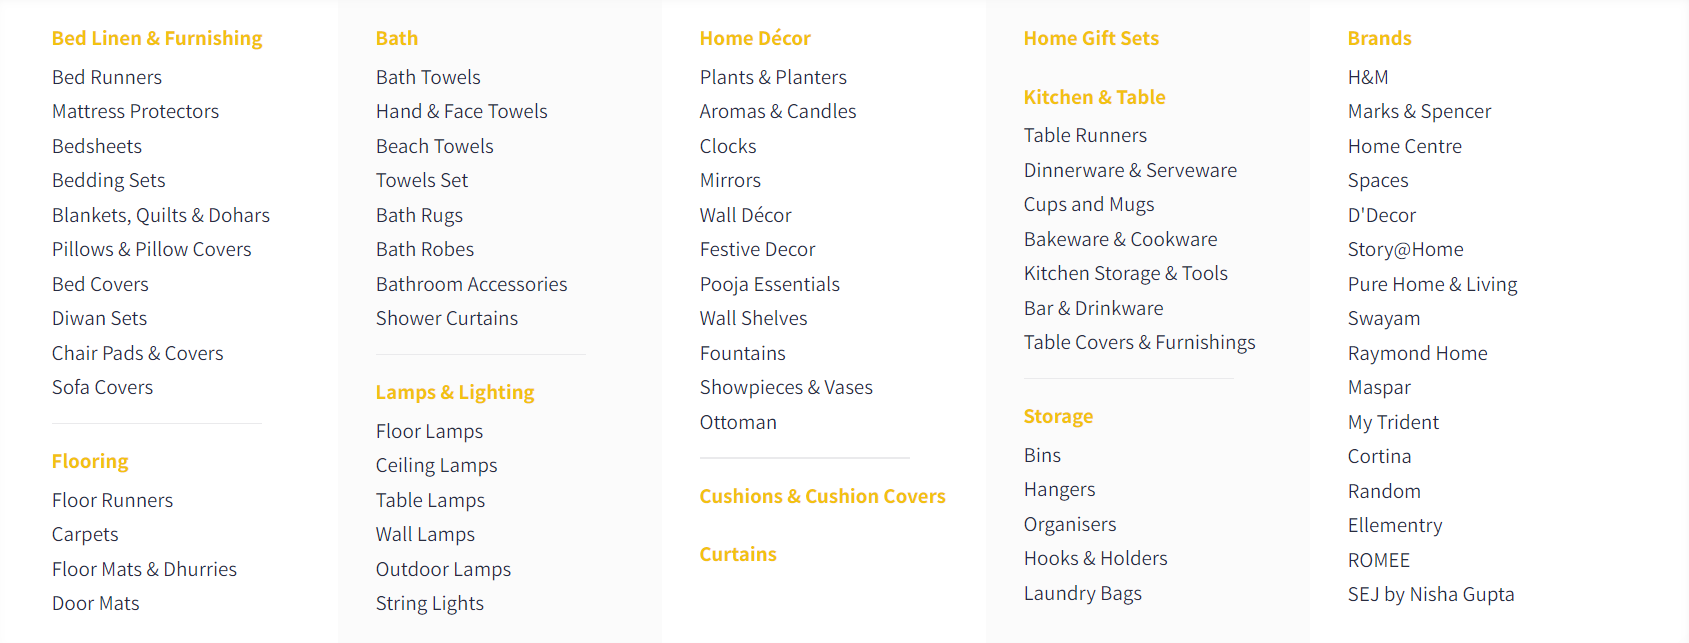 Bed Linen & Furnishing
Bed Runners
Mattress Protectors
Bedsheets
Bedding Sets
Blankets, Quilts & Dohars
Pillows & Pillow Covers
Bed Covers
Diwan Sets
Chair Pads & Covers
Sofa Covers
Flooring
Floor Runners
Carpets
Floor Mats & Dhurries
Door Mats
Bath
Bath Towels
Hand & Face Towels
Beach Towels
Towels Set
Bath Rugs
Bath Robes
Bathroom Accessories
Shower Curtains
Lamps & Lighting
Floor Lamps
Ceiling Lamps
Table Lamps
Wall Lamps
Outdoor Lamps
String Lights
Home Décor
Plants & Planters
Aromas & Candles
Clocks
Mirrors
Wall Décor
Festive Decor
Pooja Essentials
Wall Shelves
Fountains
Showpieces & Vases
Ottoman
Cushions & Cushion Covers
Curtains
Home Gift Sets
Kitchen & Table
Table Runners
Dinnerware & Serveware
Cups and Mugs
Bakeware & Cookware
Kitchen Storage & Tools
Bar & Drinkware
Table Covers & Furnishings
Storage
Bins
Hangers
Organisers
Hooks & Holders
Laundry Bags
Brands
H&M
Marks & Spencer
Home Centre
Spaces
D'Decor
Story@Home
Pure Home & Living
Swayam
Raymond Home
Maspar
My Trident
Cortina
Random
Ellementry
ROMEE
SEJ by Nisha Gupta